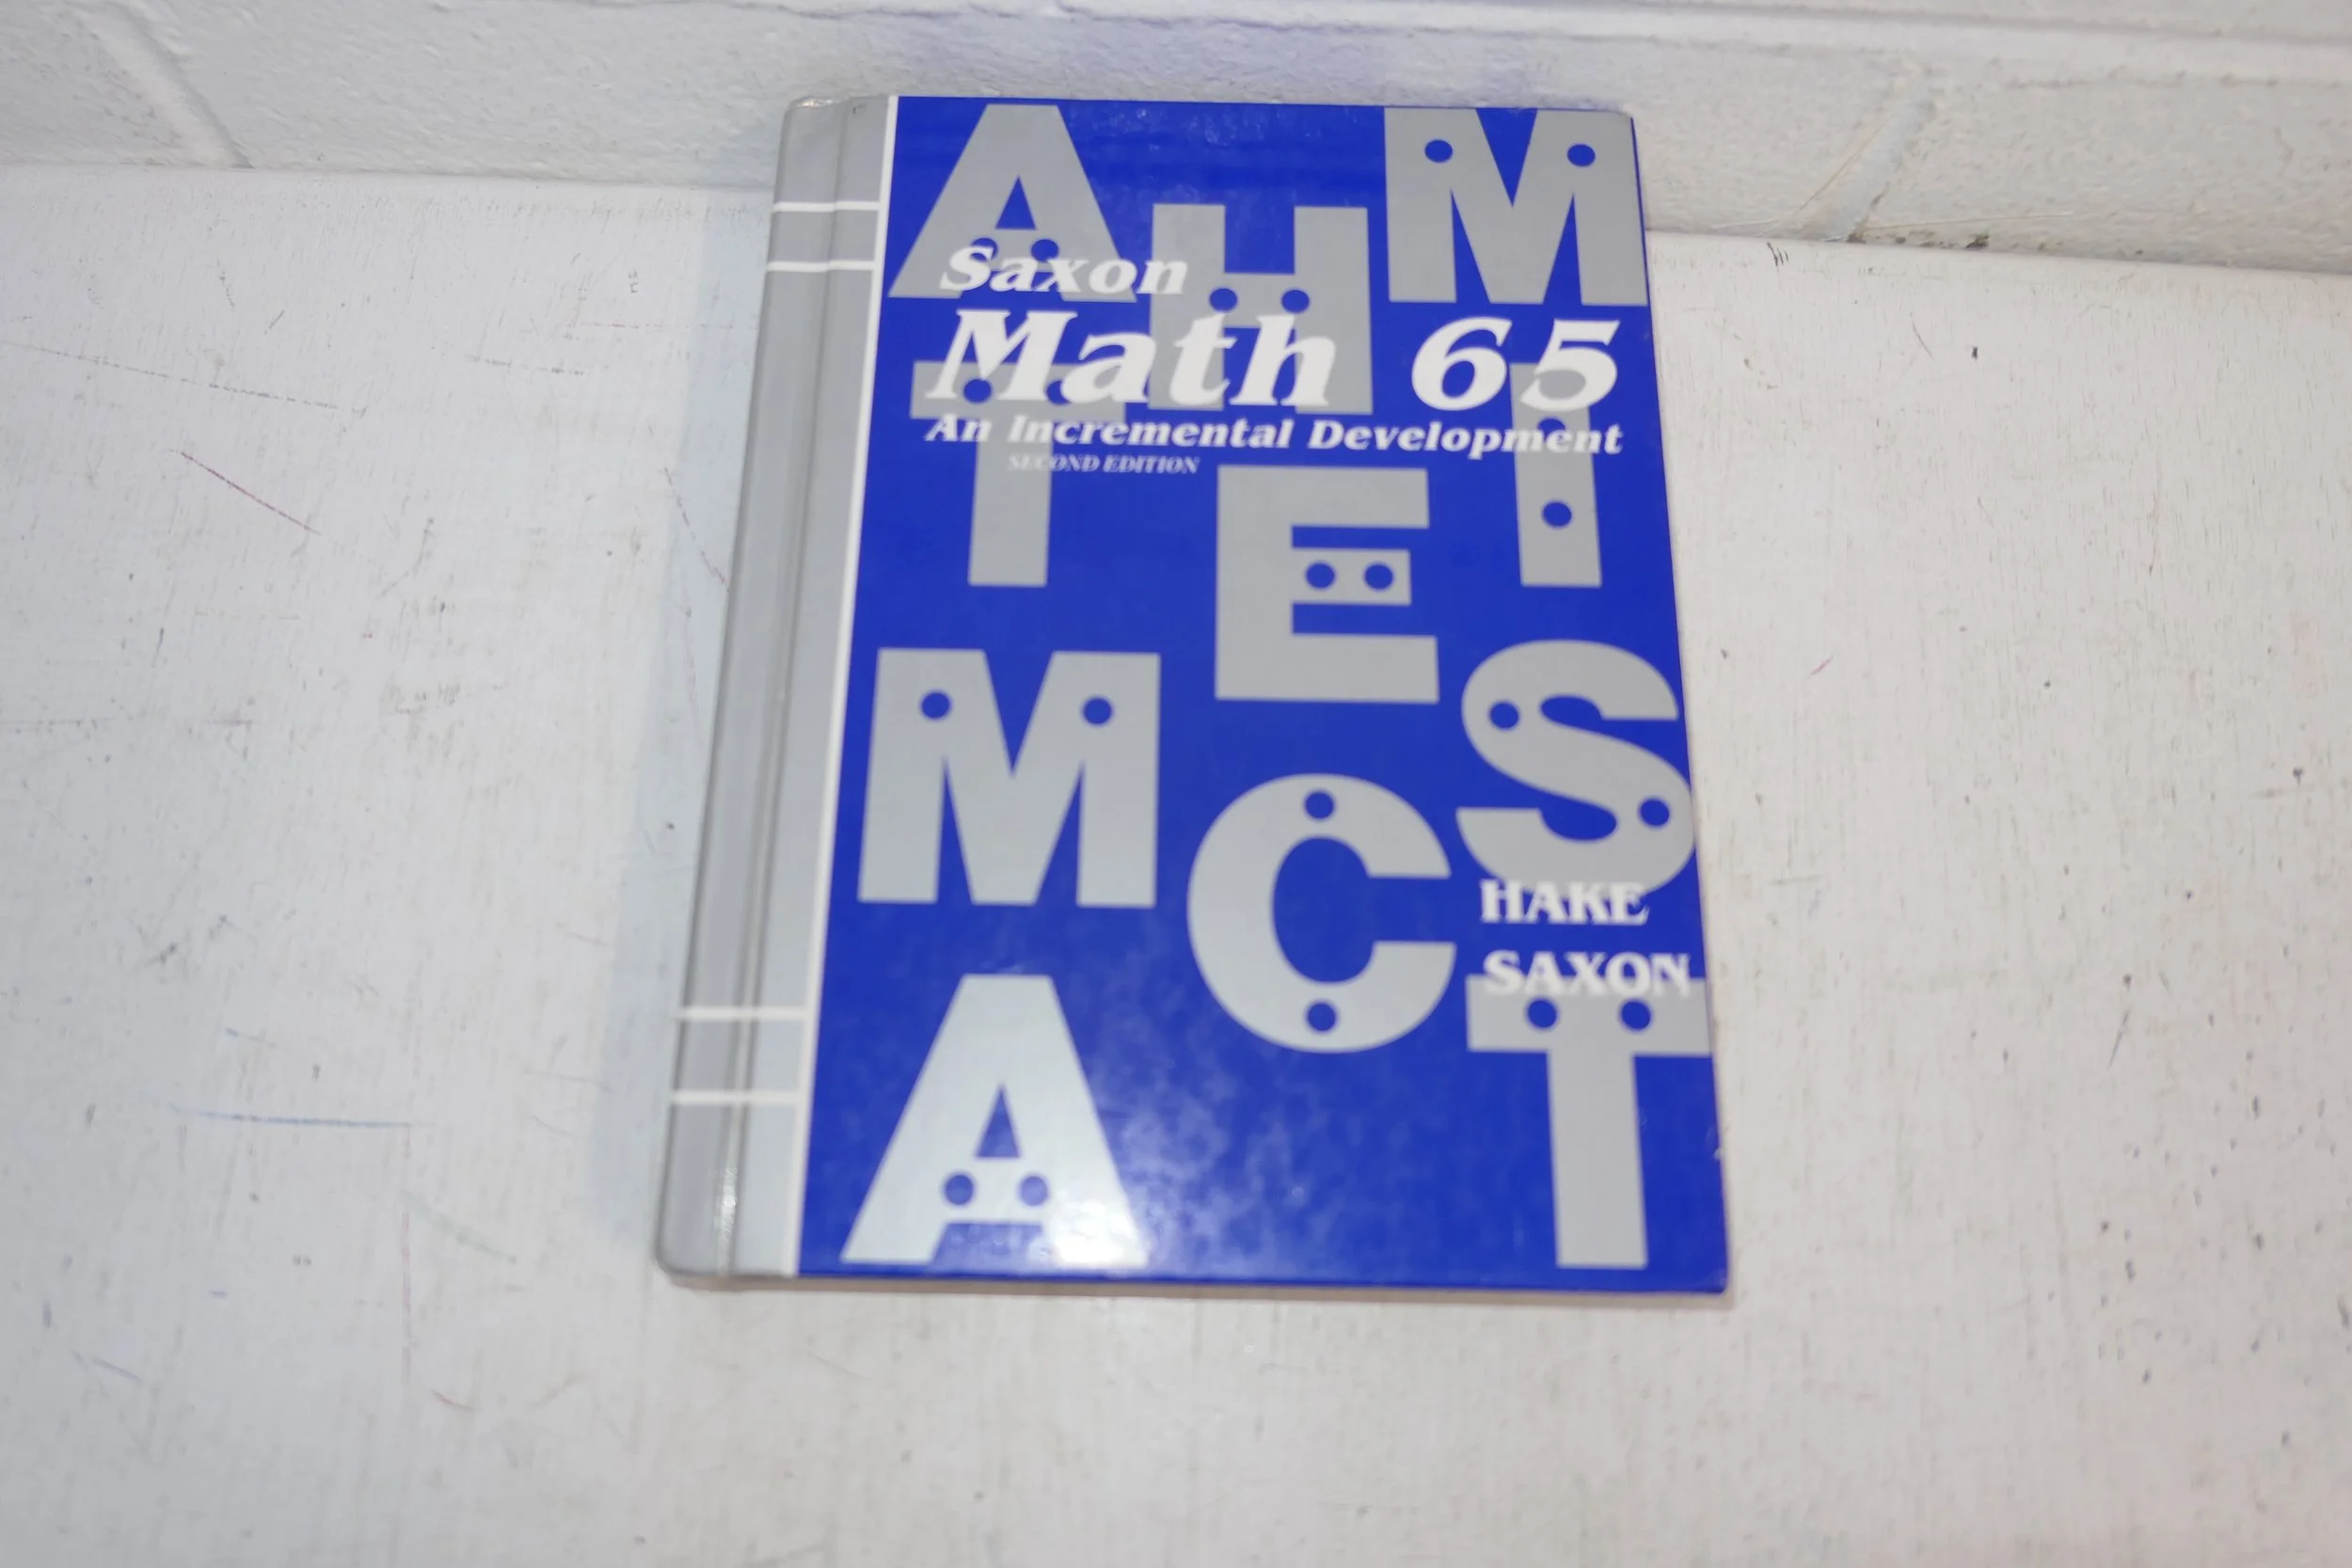 Saxon
Math 65
An Incremental Development
SECOND EDITION
HAKE
SAXON
A H M
T E I
M C S
A T